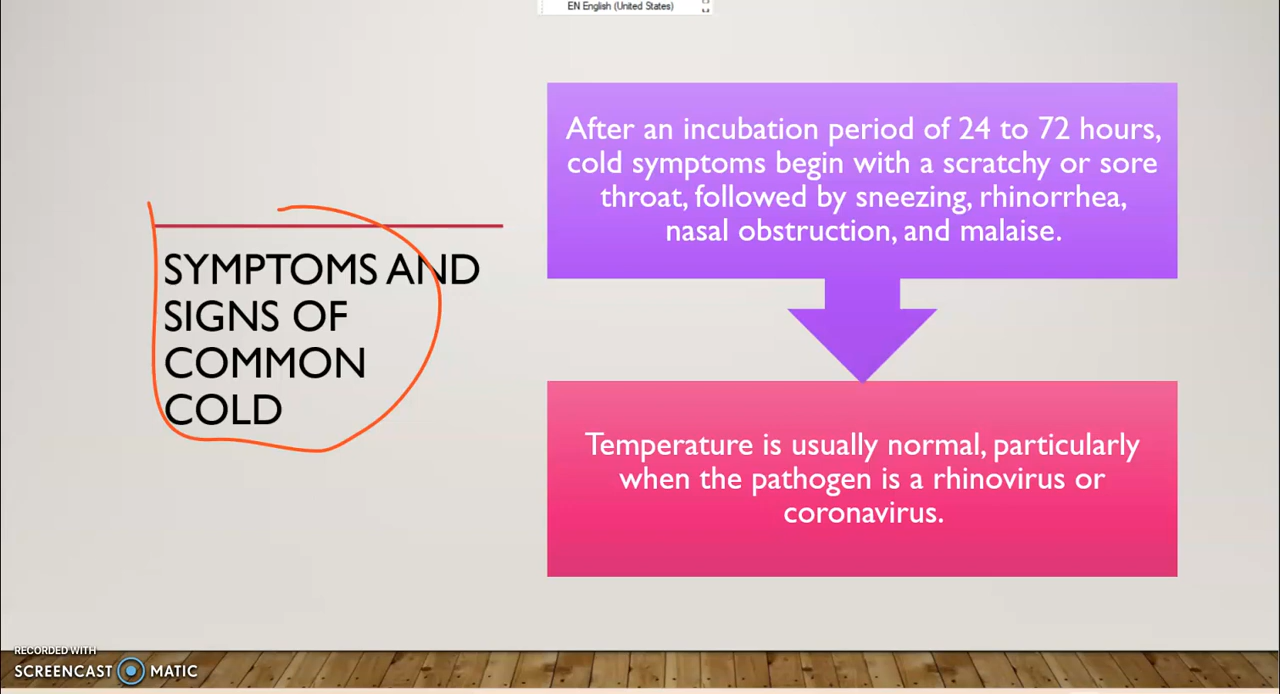 EN English (United States)
SYMPTOMS AND
SIGNS OF
COMMON
COLD
After an incubation period of 24 to 72 hours,
cold symptoms begin with a scratchy or sore
throat, followed by sneezing, rhinorrhea,
nasal obstruction, and malaise.
Temperature is usually normal, particularly
when the pathogen is a rhinovirus or
coronavirus.
RECORDED WITH
SCREENCAST MATIC